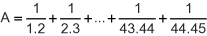 A = 1/1.2 + 1/2.3 + ... + 1/43.44 + 1/44.45